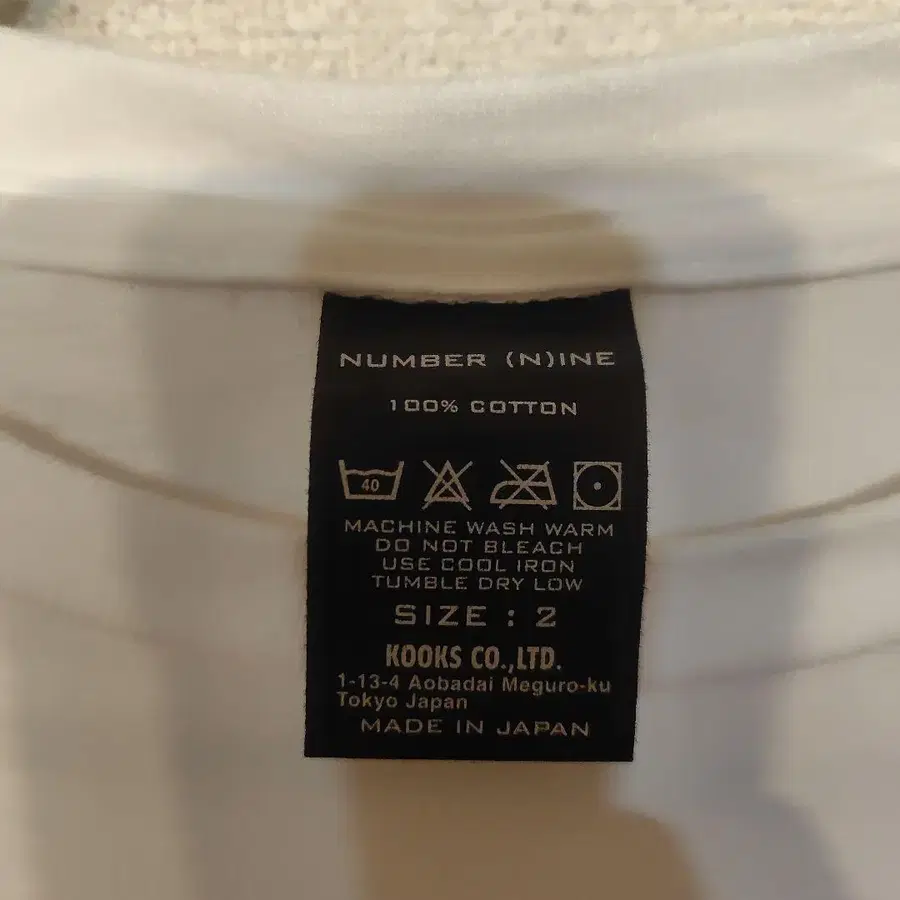 NUMBER (N)INE
100% COTTON
40
MACHINE WASH WARM
DO NOT BLEACH
USE COOL IRON
TUMBLE DRY LOW
SIZE : 2
KOOKS CO.,LTD.
1-13-4 Aobadai Meguro-ku
Tokyo Japan
MADE IN JAPAN